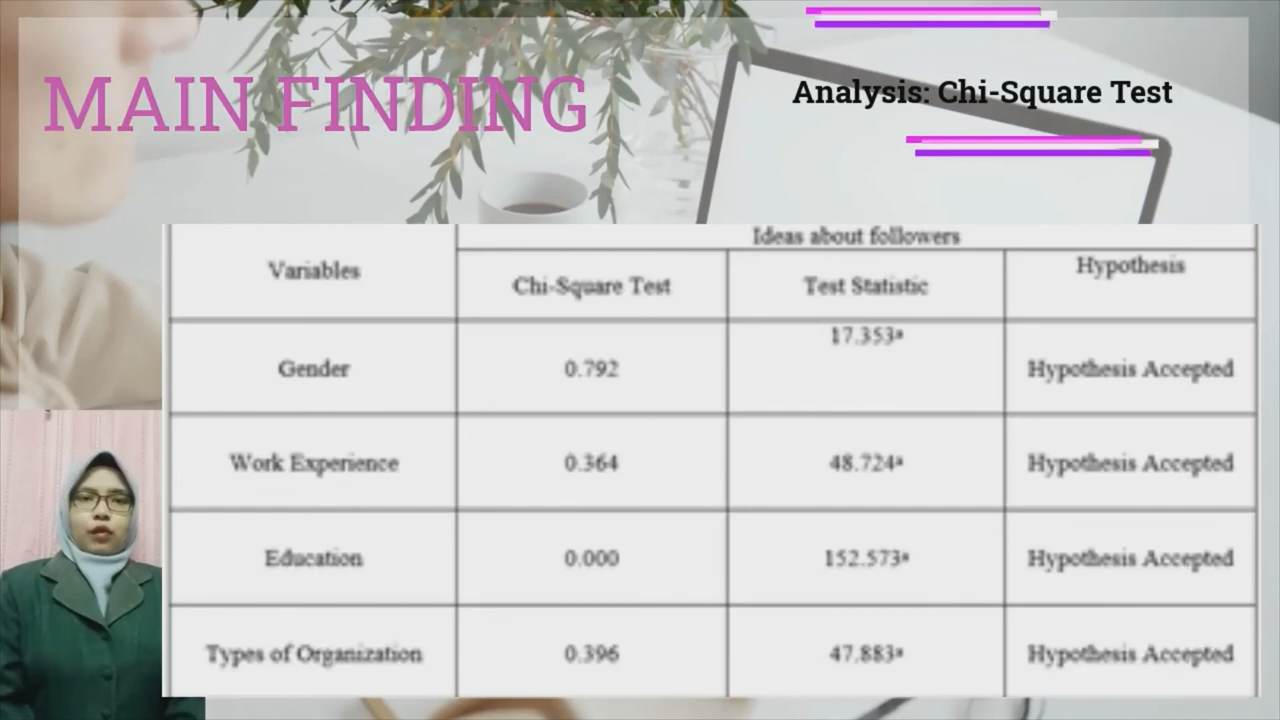 MAIN FINDING
Analysis: Chi-Square Test
Variables
Ideas about followers
Chi-Square Test
Test Statistic
Hypothesis
Gender
0.792
17.353ᵃ
Hypothesis Accepted
Work Experience
0.364
48.724ᵃ
Hypothesis Accepted
Education
0.000
152.573ᵃ
Hypothesis Accepted
Types of Organization
0.396
47.883ᵃ
Hypothesis Accepted